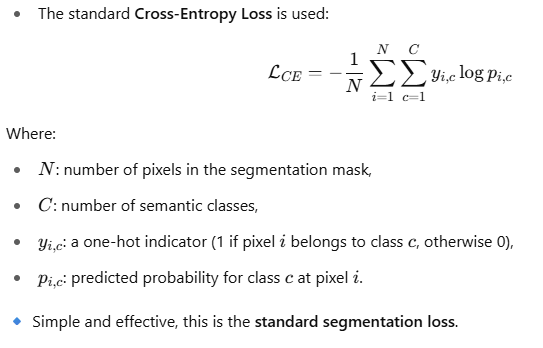 • The standard Cross-Entropy Loss is used:
$\mathcal{L}_{CE} = -\frac{1}{N} \sum_{i=1}^{N} \sum_{c=1}^{C} y_{i,c} \log p_{i,c}$
Where:
• N: number of pixels in the segmentation mask,
• C: number of semantic classes,
• y_{i,c}: a one-hot indicator (1 if pixel i belongs to class c, otherwise 0),
• p_{i,c}: predicted probability for class c at pixel i.
🔹 Simple and effective, this is the standard segmentation loss.